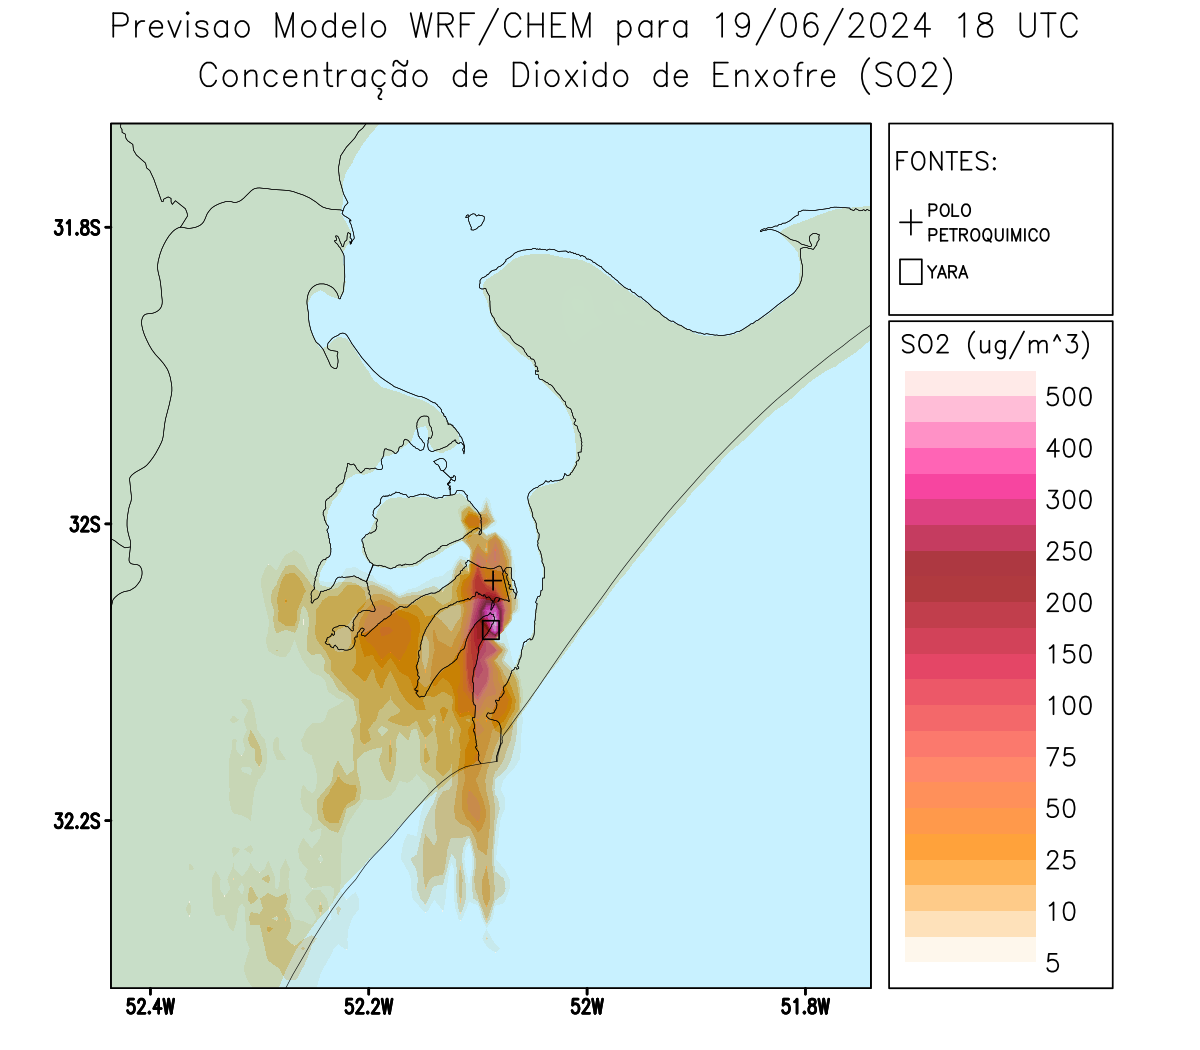 Previsao Modelo WRF/CHEM para 19/06/2024 18 UTC
Concentração de Dioxido de Enxofre (SO2)
FONTES:
POLO
PETROQUIMICO
YARA
SO2 (ug/m^3)
500
400
300
250
200
150
100
75
50
25
10
5
31.8S
32S
32.2S
52.4W
52.2W
52W
51.8W